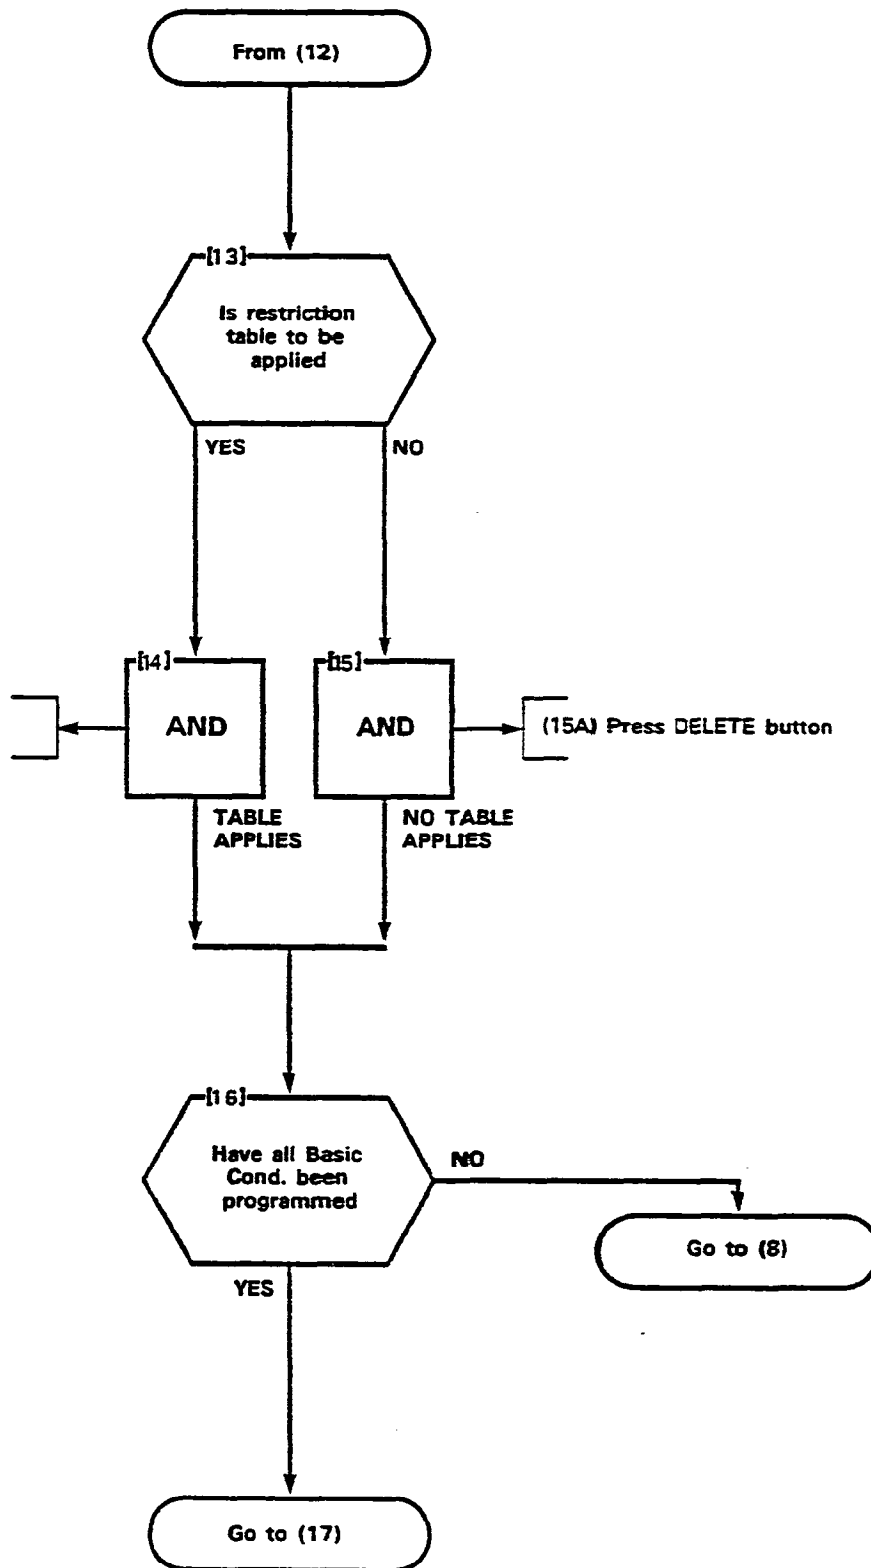 From (12)
[13]
Is restriction
table to be
applied
YES
NO
[14]
AND
[15]
AND
(15A) Press DELETE button
TABLE
APPLIES
NO TABLE
APPLIES
[16]
Have all Basic
Cond. been
programmed
NO
Go to (8)
YES
Go to (17)